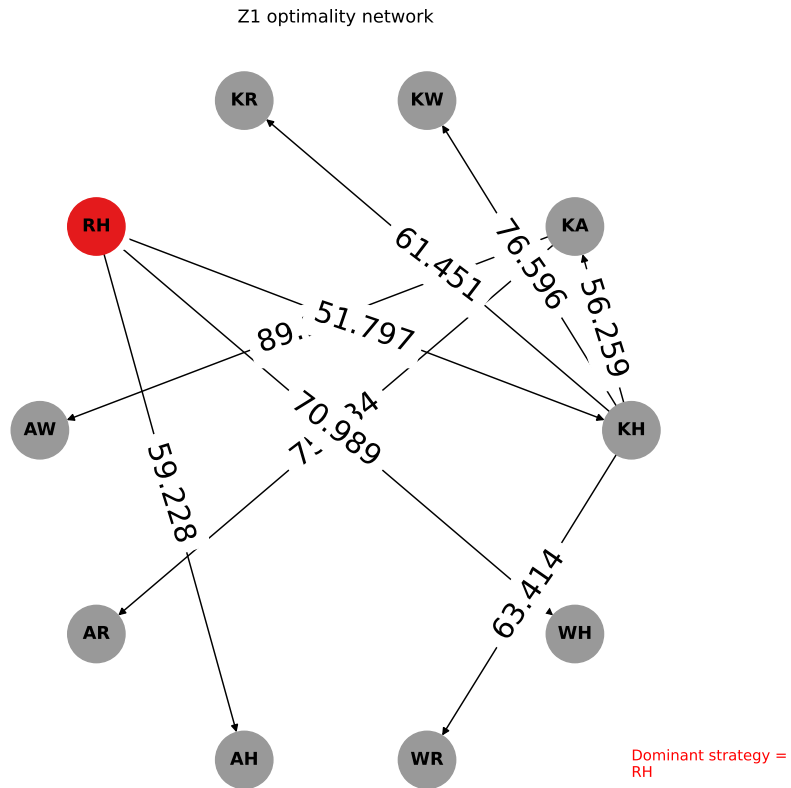 Z1 optimality network
KR
KW
RH
KA
61.451
76.596
56.259
51.797
AW
KH
70.989
59.228
63.414
AR
WH
AH
WR
Dominant strategy =
RH